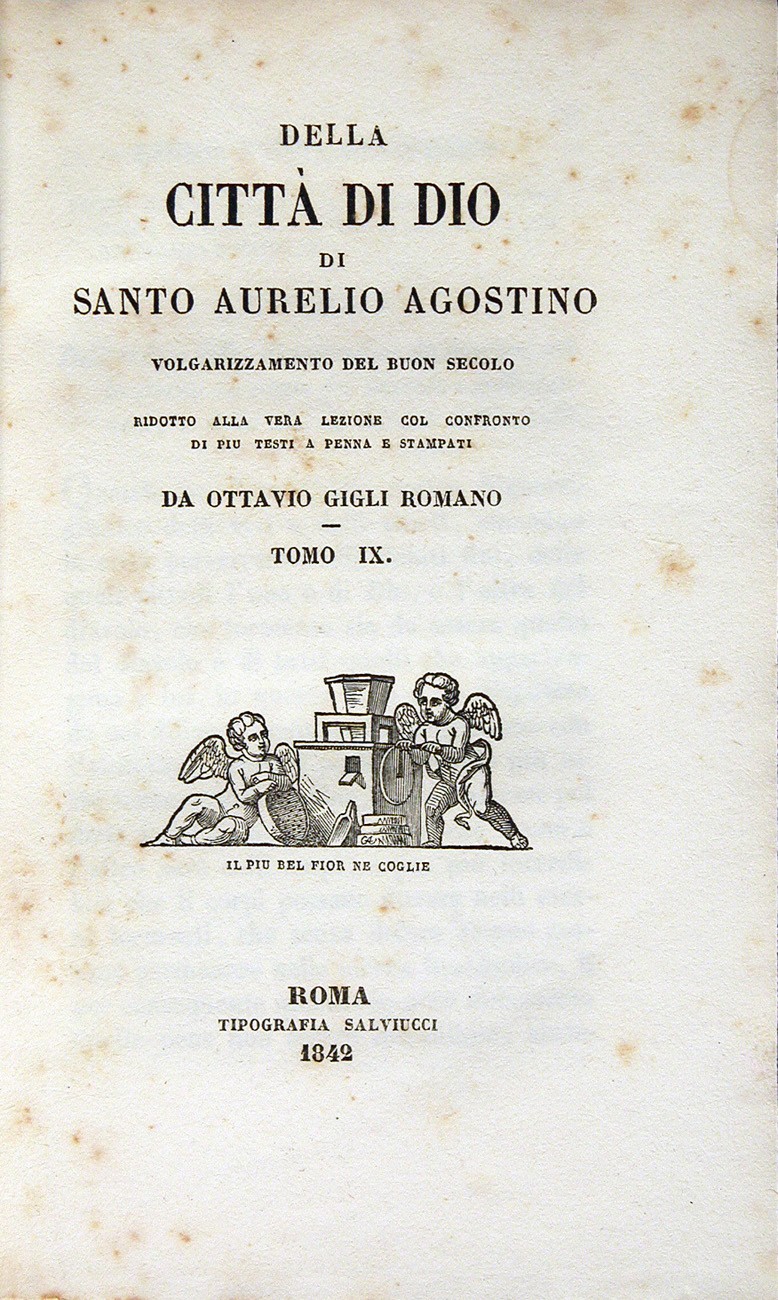 DELLA
CITTÀ DI DIO
DI
SANTO AURELIO AGOSTINO
VOLGARIZZAMENTO DEL BUON SECOLO
RIDOTTO ALLA VERA LEZIONE COL CONFRONTO
DI PIU TESTI A PENNA E STAMPATI
DA OTTAVIO GIGLI ROMANO
TOMO IX.
IL PIU BEL FIOR NE COGLIE
ROMA
TIPOGRAFIA SALVIUCCI
1842